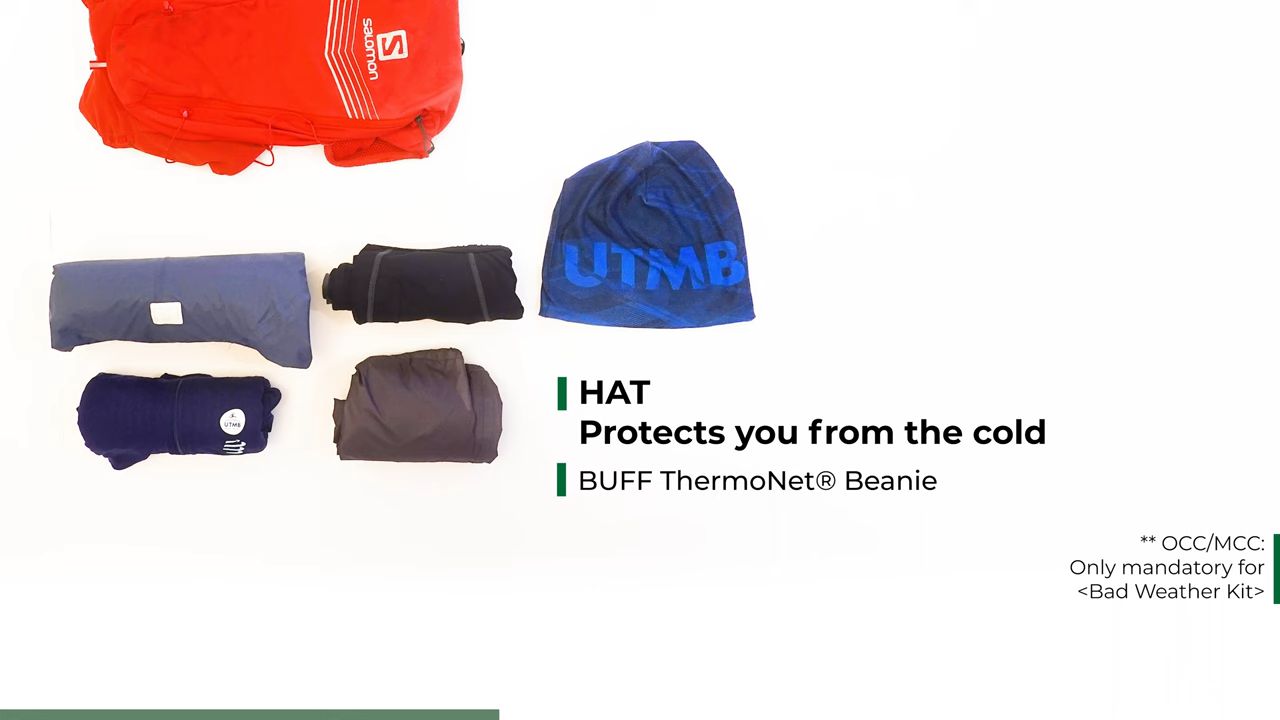 salomon
S
UTMB
UTMB
HAT
Protects you from the cold
BUFF ThermoNet® Beanie
** OCC/MCC:
Only mandatory for
<Bad Weather Kit>